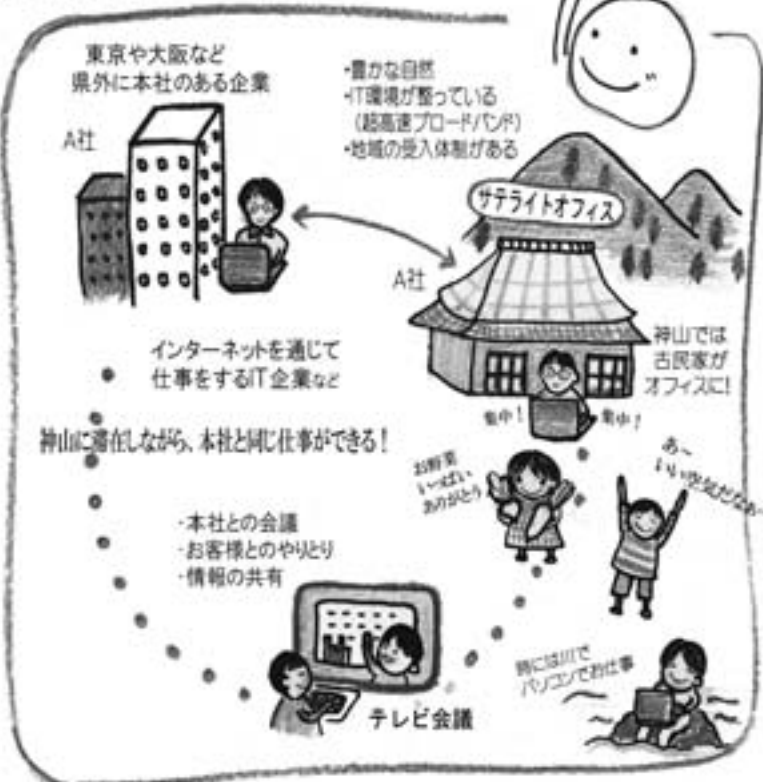 東京や大阪など
県外に本社のある企業
A社
・豊かな自然
・IT環境が整っている
(超高速ブロードバンド)
・地域の受入体制がある
サテライトオフィス
A社
神山では
古民家が
オフィスに!
インターネットを通じて
仕事をするIT企業など
集中!
集中!
神山に滞在しながら、本社と同じ仕事ができる!
お野菜
いっぱい
ありがとう
あ〜
いい空気だなあ〜
・本社との会議
・お客様とのやりとり
・情報の共有
時には川で
パソコンでお仕事
テレビ会議